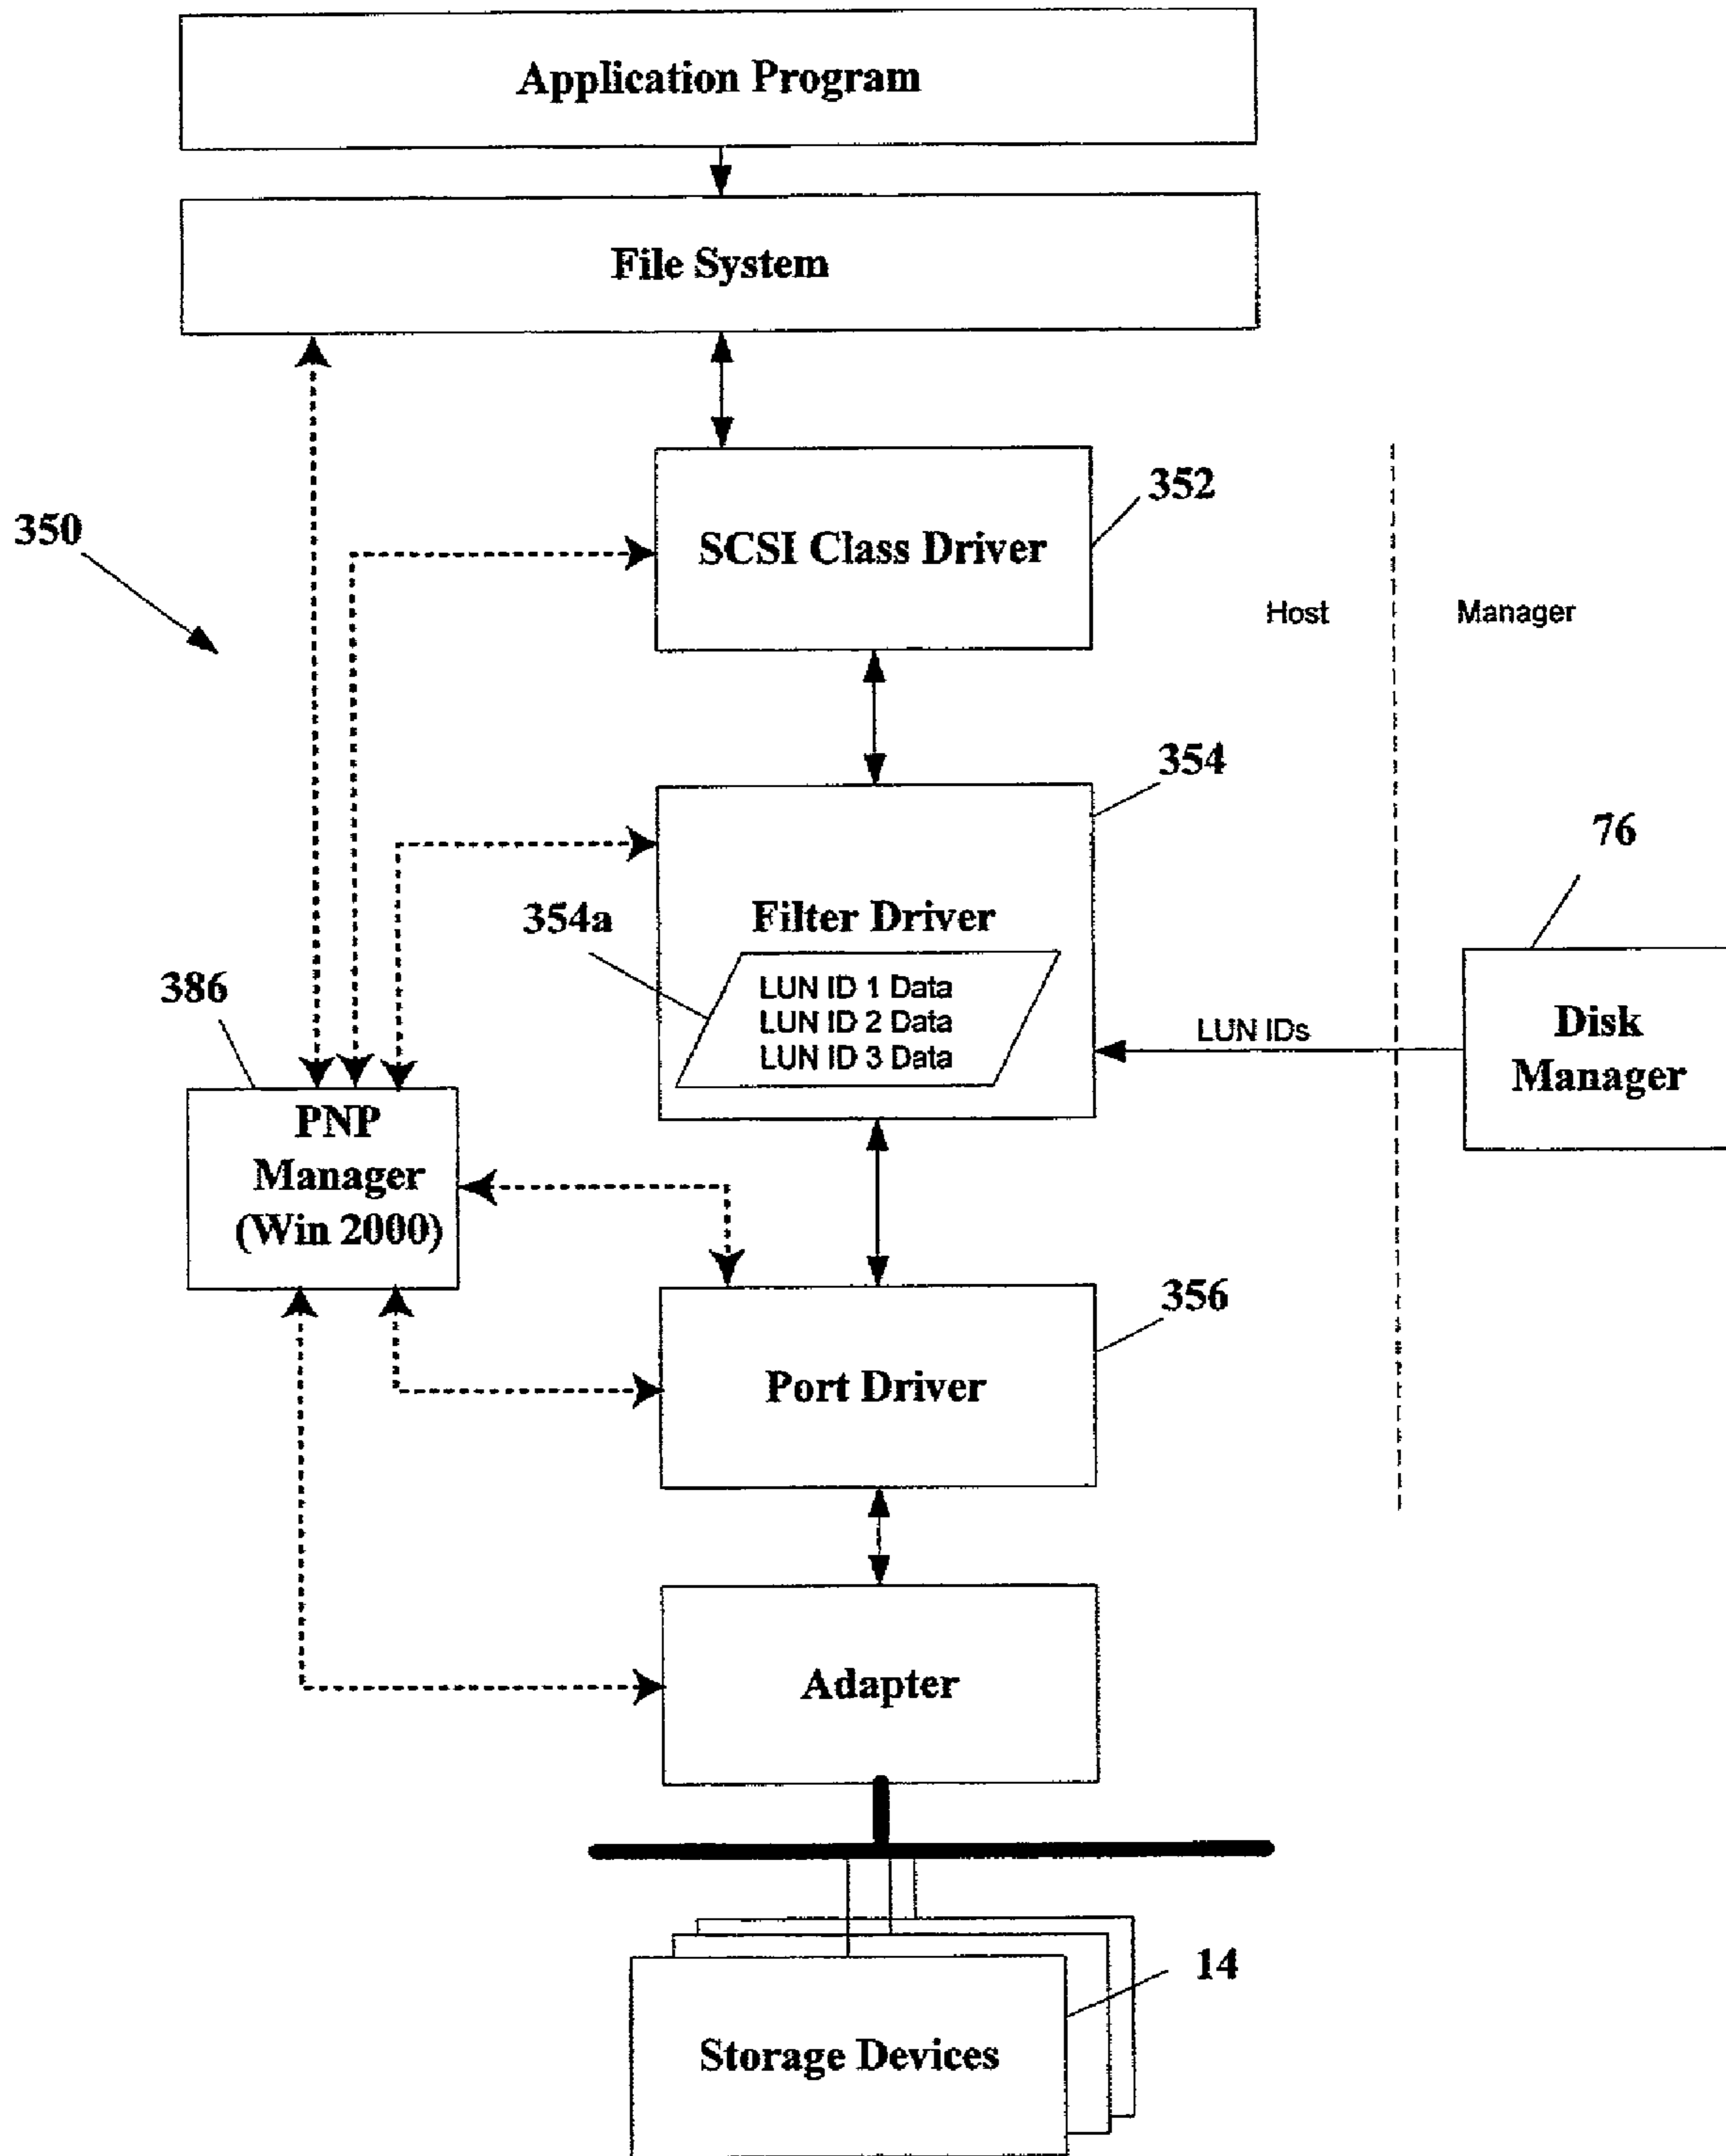 Application Program
File System
352
SCSI Class Driver
350
Host
Manager
354
76
Filter Driver
354a
LUN ID 1 Data
LUN ID 2 Data
LUN ID 3 Data
386
LUN IDs
Disk
Manager
PNP
Manager
(Win 2000)
356
Port Driver
Adapter
14
Storage Devices